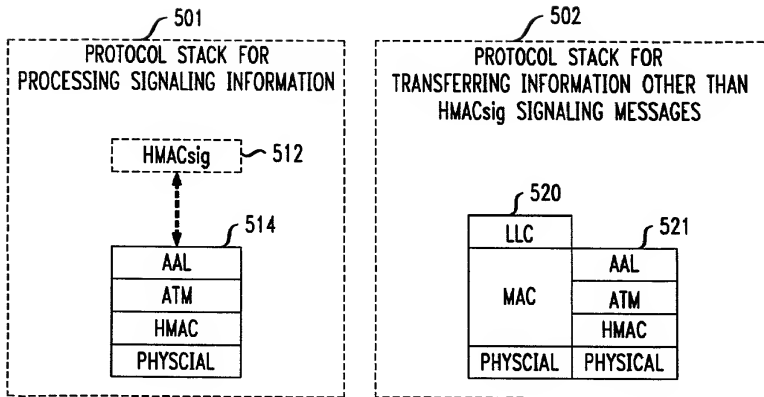 501
PROTOCOL STACK FOR
PROCESSING SIGNALING INFORMATION
HMACsig
512
514
AAL
ATM
HMAC
PHYSCIAL
502
PROTOCOL STACK FOR
TRANSFERRING INFORMATION OTHER THAN
HMACsig SIGNALING MESSAGES
520
LLC
MAC
PHYSCIAL
521
AAL
ATM
HMAC
PHYSICAL